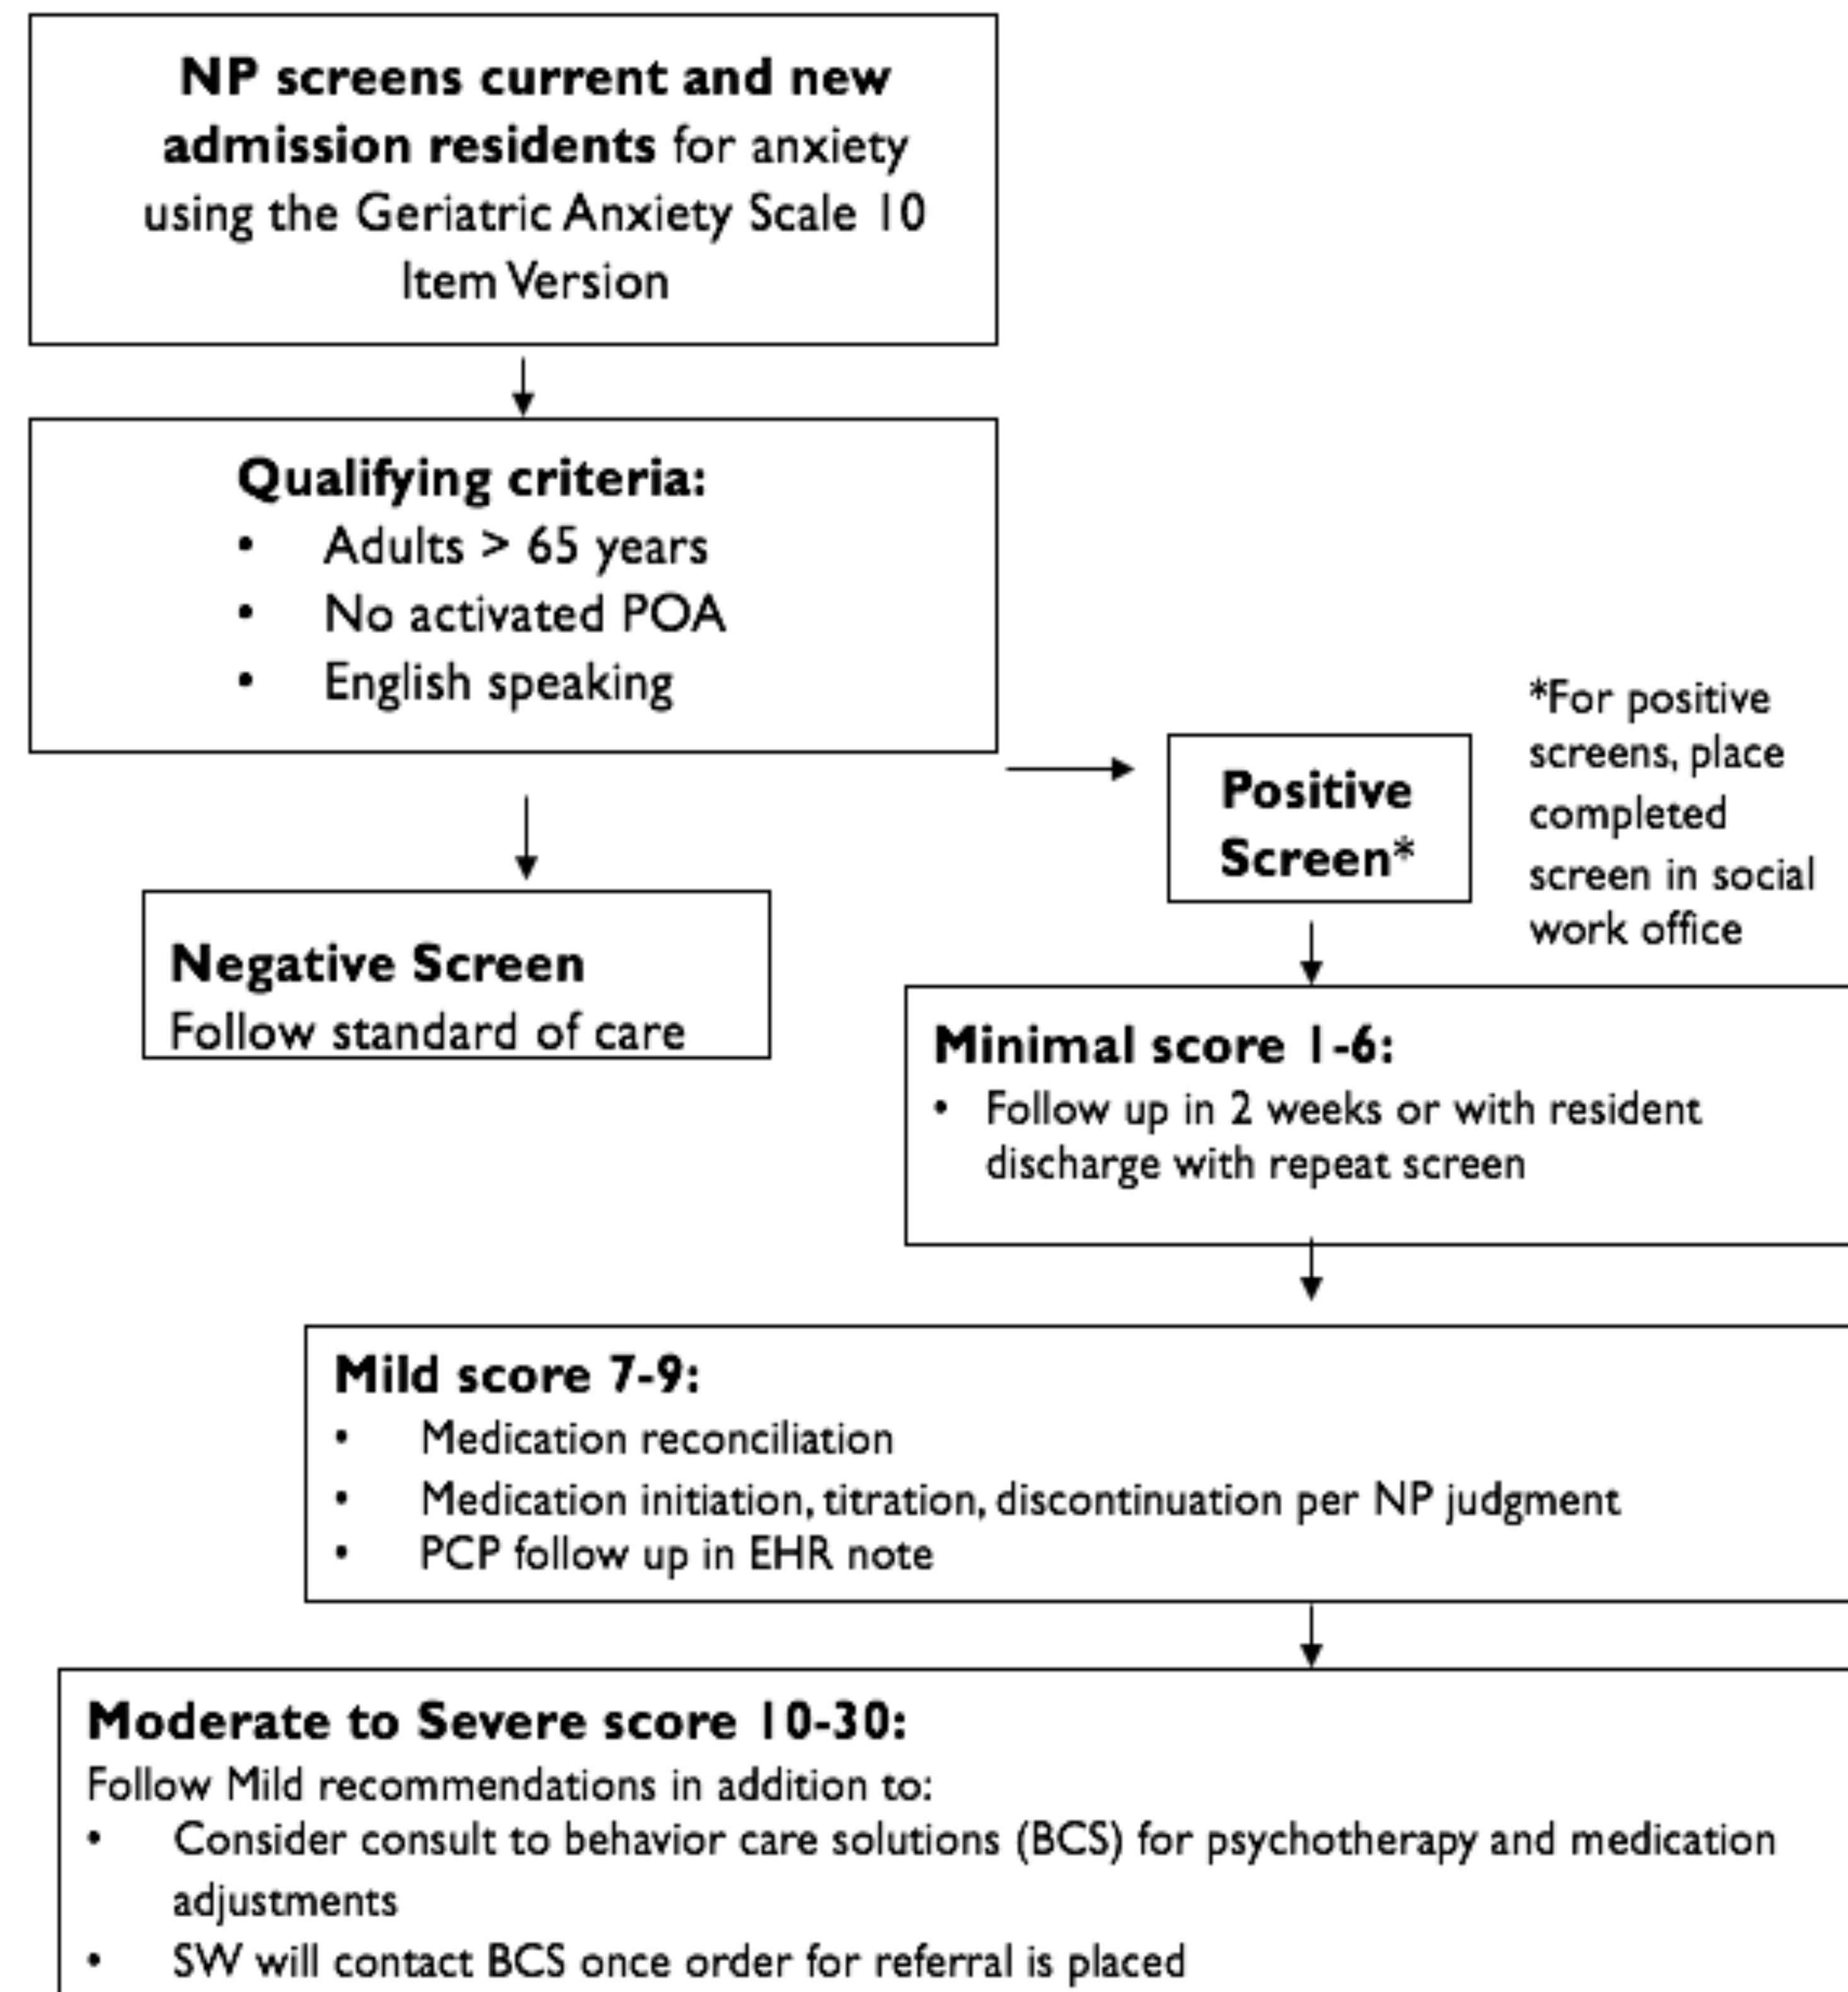 NP screens current and new
admission residents for anxiety
using the Geriatric Anxiety Scale 10
Item Version
Qualifying criteria:
• Adults > 65 years
• No activated POA
• English speaking
*For positive
screens, place
completed
screen in social
work office
Positive
Screen*
Negative Screen
Follow standard of care
Minimal score 1-6:
• Follow up in 2 weeks or with resident
discharge with repeat screen
Mild score 7-9:
• Medication reconciliation
• Medication initiation, titration, discontinuation per NP judgment
• PCP follow up in EHR note
Moderate to Severe score 10-30:
Follow Mild recommendations in addition to:
• Consider consult to behavior care solutions (BCS) for psychotherapy and medication
adjustments
• SW will contact BCS once order for referral is placed